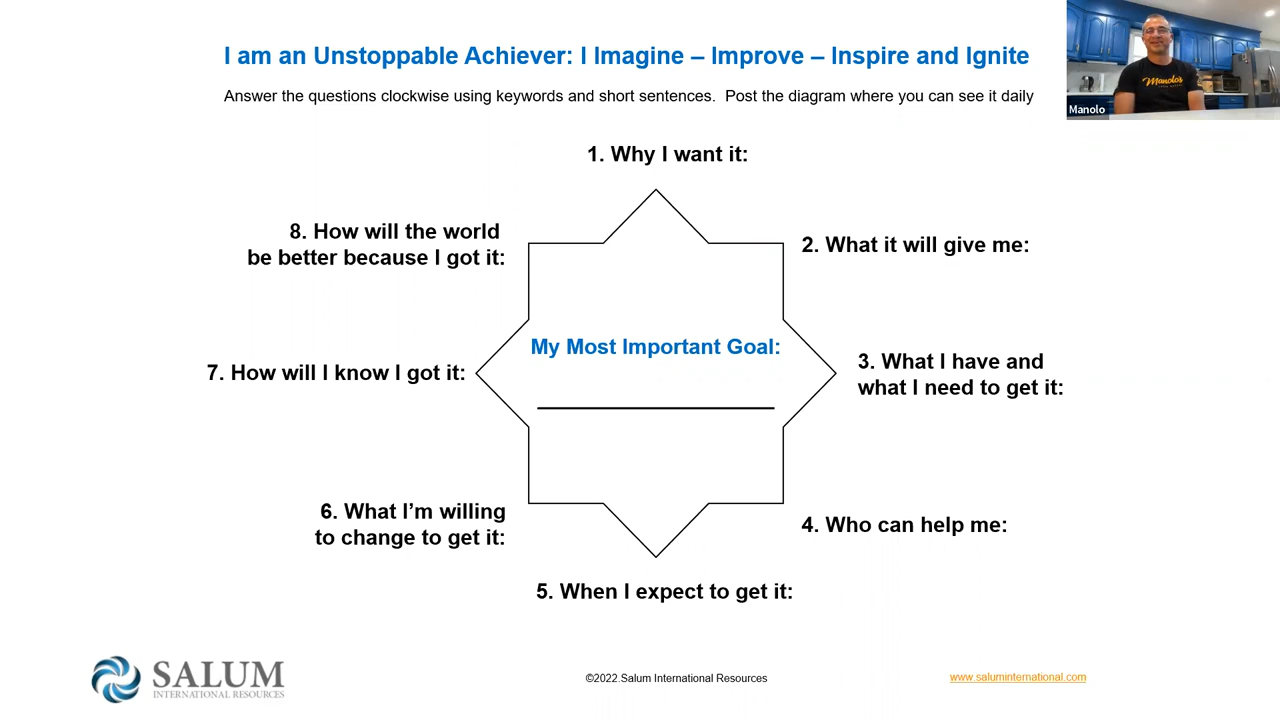 I am an Unstoppable Achiever: I Imagine – Improve – Inspire and Ignite
Answer the questions clockwise using keywords and short sentences.  Post the diagram where you can see it daily
Manolo's
Manolo
1. Why I want it:
2. What it will give me:
3. What I have and
what I need to get it:
4. Who can help me:
5. When I expect to get it:
6. What I’m willing
to change to get it:
7. How will I know I got it:
8. How will the world
be better because I got it:
My Most Important Goal:
SALUM
INTERNATIONAL RESOURCES
©2022.Salum International Resources
www.saluminternational.com